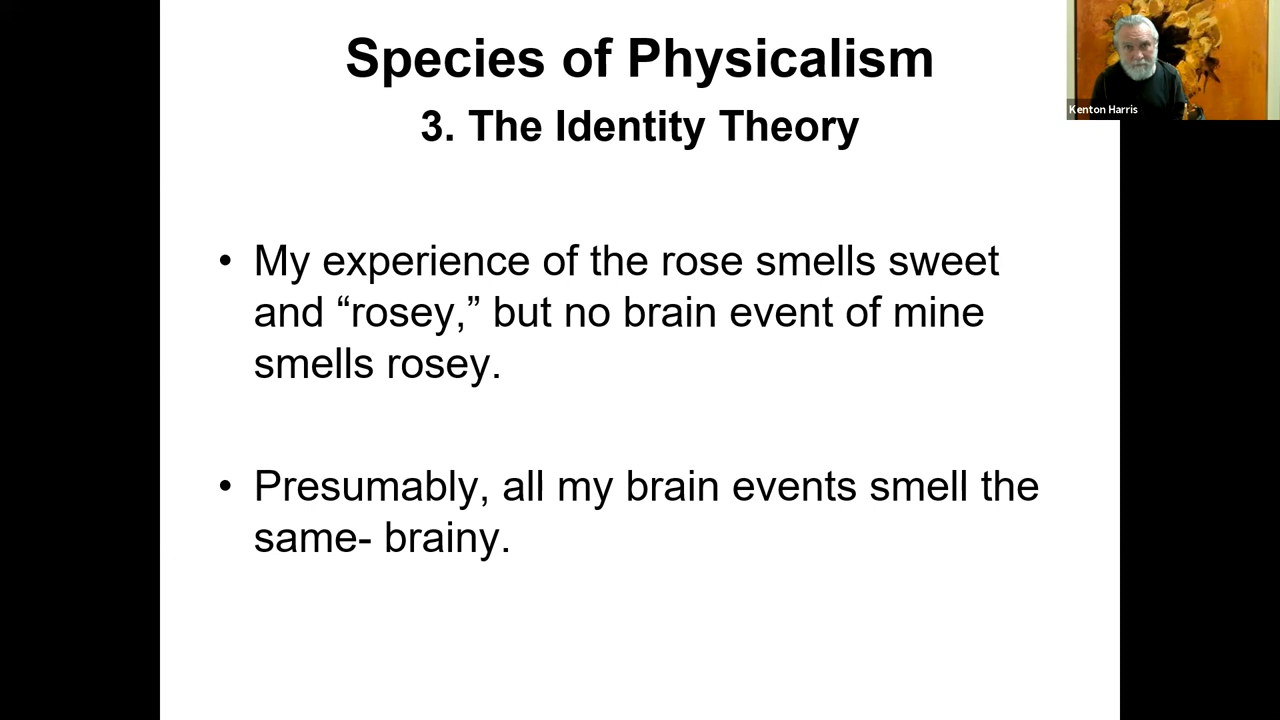 Species of Physicalism
3. The Identity Theory
Kenton Harris
• My experience of the rose smells sweet
and “rosey,” but no brain event of mine
smells rosey.
• Presumably, all my brain events smell the
same- brainy.